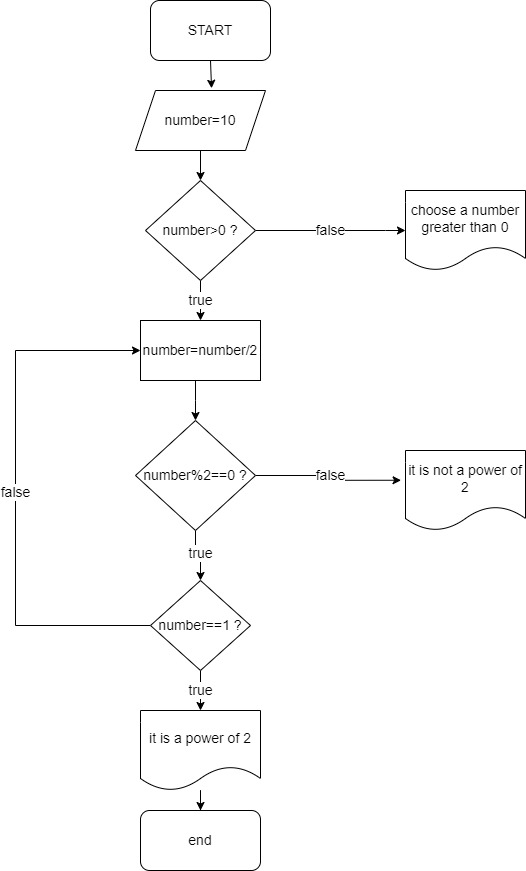 START
number=10
number>0 ?
false
choose a number
greater than 0
true
number=number/2
number%2==0 ?
false
it is not a power of
2
false
true
number==1 ?
true
it is a power of 2
end